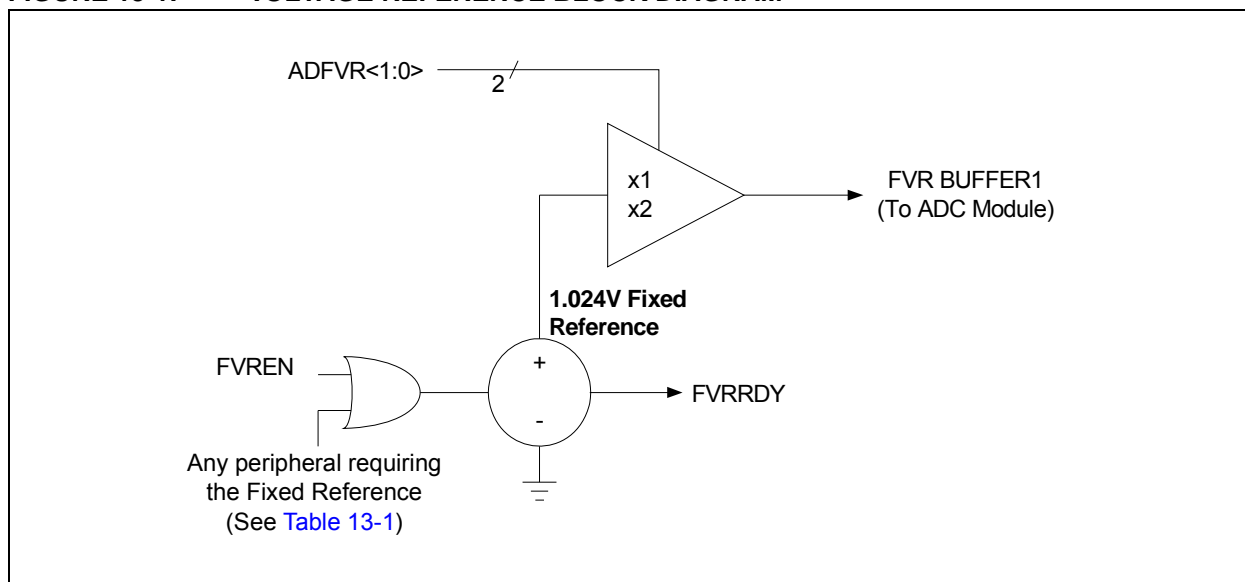 ADFVR<1:0>
2
x1
x2
FVR BUFFER1
(To ADC Module)
1.024V Fixed
Reference
FVREN
+
-
FVRRDY
Any peripheral requiring
the Fixed Reference
(See Table 13-1)